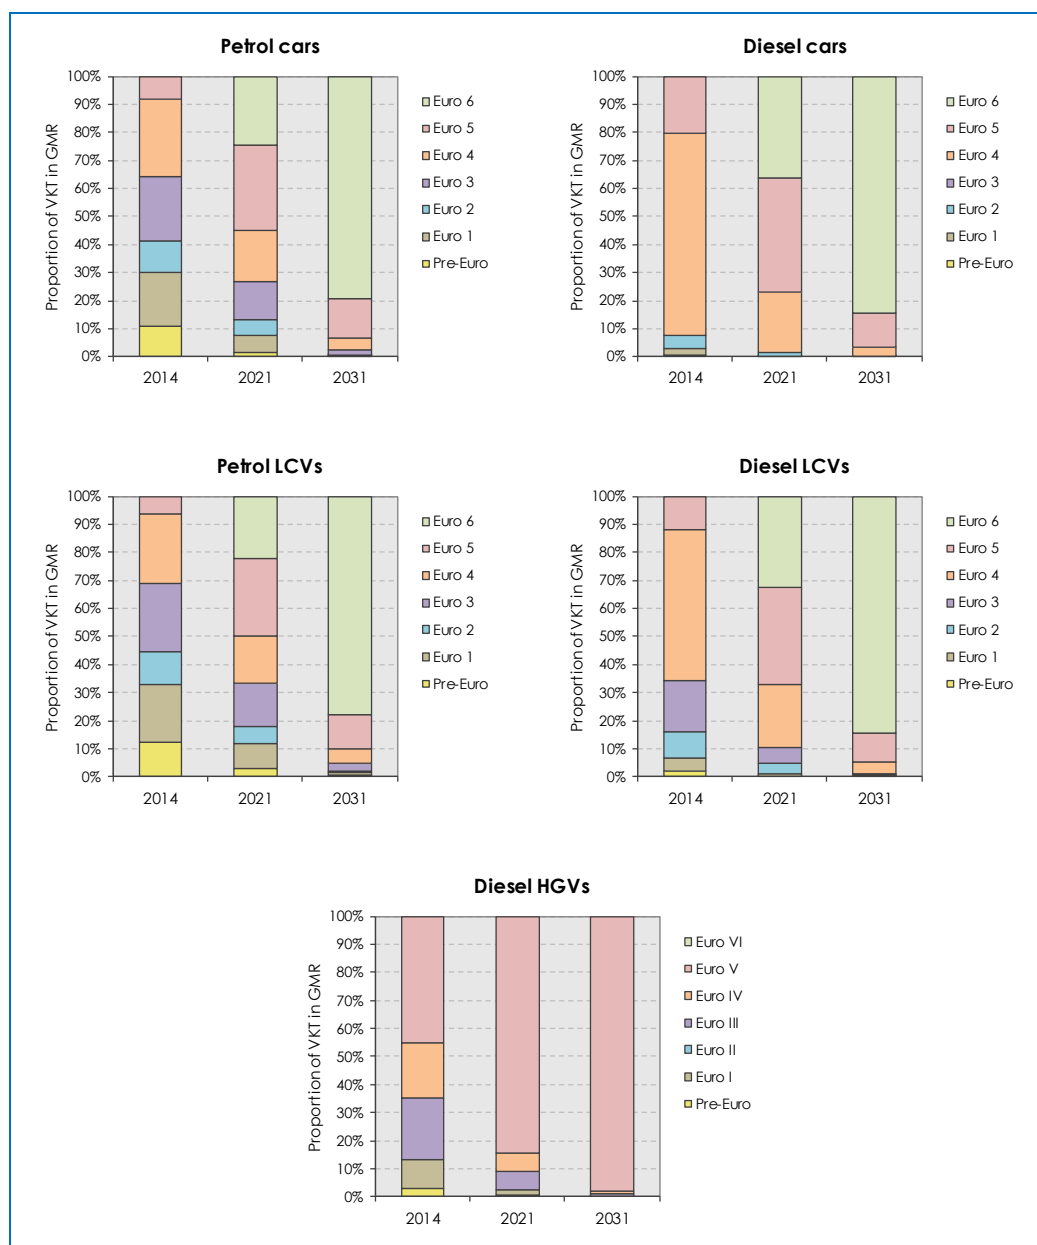 Petrol cars
Proportion of VKT in GMR
100%
90%
80%
70%
60%
50%
40%
30%
20%
10%
0%
2014 2021 2031
Euro 6
Euro 5
Euro 4
Euro 3
Euro 2
Euro 1
Pre-Euro
Diesel cars
Proportion of VKT in GMR
100%
90%
80%
70%
60%
50%
40%
30%
20%
10%
0%
2014 2021 2031
Euro 6
Euro 5
Euro 4
Euro 3
Euro 2
Euro 1
Pre-Euro
Petrol LCVs
Proportion of VKT in GMR
100%
90%
80%
70%
60%
50%
40%
30%
20%
10%
0%
2014 2021 2031
Euro 6
Euro 5
Euro 4
Euro 3
Euro 2
Euro 1
Pre-Euro
Diesel LCVs
Proportion of VKT in GMR
100%
90%
80%
70%
60%
50%
40%
30%
20%
10%
0%
2014 2021 2031
Euro 6
Euro 5
Euro 4
Euro 3
Euro 2
Euro 1
Pre-Euro
Diesel HGVs
Proportion of VKT in GMR
100%
90%
80%
70%
60%
50%
40%
30%
20%
10%
0%
2014 2021 2031
Euro VI
Euro V
Euro IV
Euro III
Euro II
Euro I
Pre-Euro